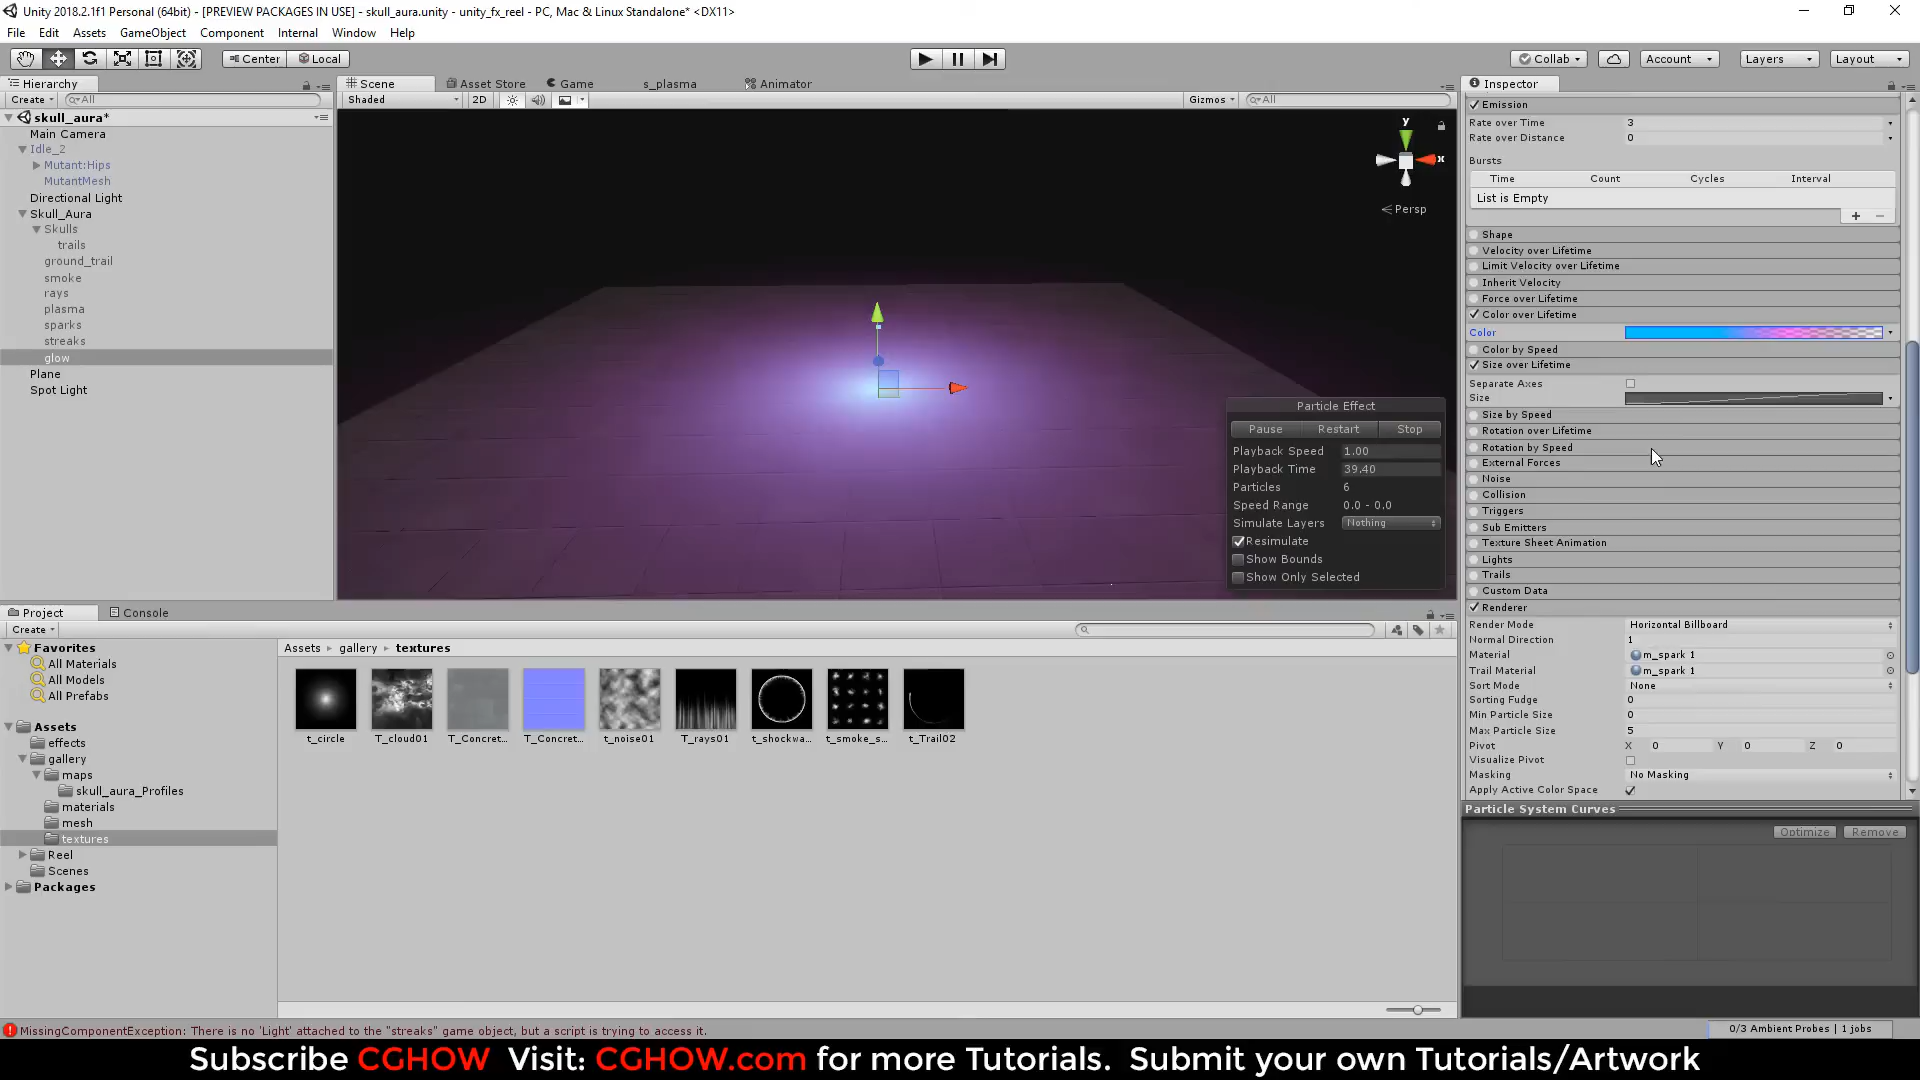 Unity 2018.2.1f1 Personal (64bit) - [PREVIEW PACKAGES IN USE] - skull_aura.unity - unity_fx_reel - PC, Mac & Linux Standalone* <DX11>
File Edit Assets GameObject Component Internal Window Help
Center Local Collab Account Layers Layout
Hierarchy
Create All
skull_aura*
Main Camera
Idle_2
Mutant:Hips
MutantMesh
Directional Light
Skull_Aura
Skulls
trails
ground_trail
smoke
rays
plasma
sparks
streaks
glow
Plane
Spot Light
Scene Asset Store Game s_plasma Animator
Shaded 2D Gizmos All
y
x
Persp
Particle Effect
Pause Restart Stop
Playback Speed 1.00
Playback Time 39.40
Particles 6
Speed Range 0.0 - 0.0
Simulate Layers Nothing
Resimulate
Show Bounds
Show Only Selected
Inspector
Emission
Rate over Time 3
Rate over Distance 0
Bursts
Time Count Cycles Interval
List is Empty
Shape
Velocity over Lifetime
Limit Velocity over Lifetime
Inherit Velocity
Force over Lifetime
Color over Lifetime
Color
Color by Speed
Size over Lifetime
Separate Axes
Size
Size by Speed
Rotation over Lifetime
Rotation by Speed
External Forces
Noise
Collision
Triggers
Sub Emitters
Texture Sheet Animation
Lights
Trails
Custom Data
Renderer
Render Mode Horizontal Billboard
Normal Direction 1
Material m_spark 1
Trail Material m_spark 1
Sort Mode None
Sorting Fudge 0
Min Particle Size 0
Max Particle Size 5
Pivot X 0 Y 0 Z 0
Visualize Pivot
Masking No Masking
Apply Active Color Space
Particle System Curves
Optimize Remove
Project Console
Create
Favorites
All Materials
All Models
All Prefabs
Assets
effects
gallery
maps
skull_aura_Profiles
materials
mesh
textures
Reel
Scenes
Packages
Assets gallery textures
t_circle T_cloud01 T_Concret... T_Concret... t_noise01 T_rays01 t_shockwa... t_smoke_s... t_Trail02
MissingComponentException: There is no 'Light' attached to the "streaks" game object, but a script is trying to access it.
0/3 Ambient Probes | 1 jobs
Subscribe CGHOW Visit: CGHOW.com for more Tutorials. Submit your own Tutorials/Artwork